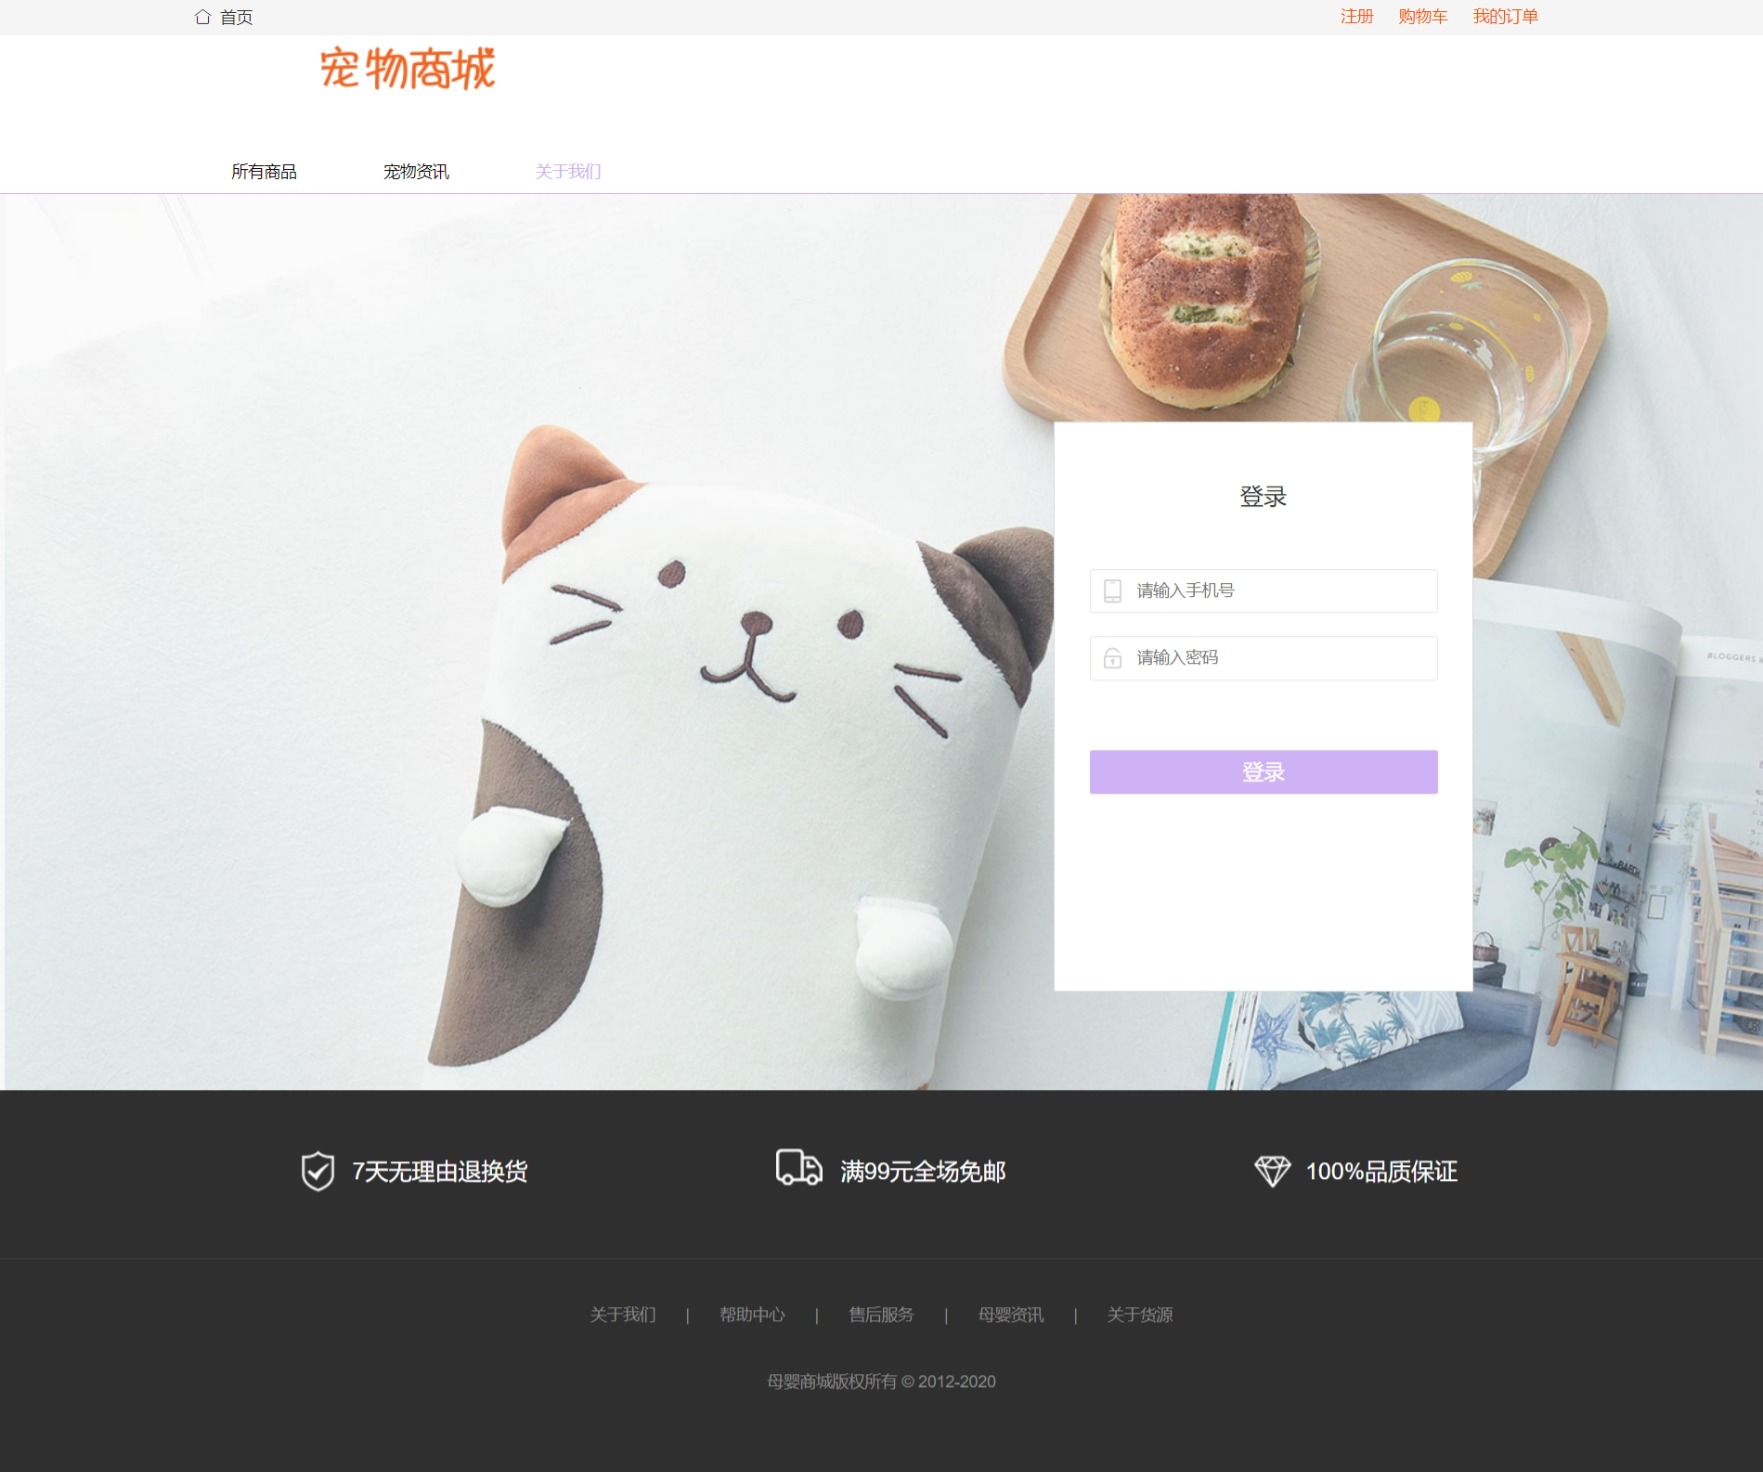 首页
注册 购物车 我的订单
宠物商城
所有商品 宠物资讯 关于我们
BLOGGERS
登录
请输入手机号
请输入密码
登录
7天无理由退换货 满99元全场免邮 100%品质保证
关于我们 | 帮助中心 | 售后服务 | 母婴资讯 | 关于货源
母婴商城版权所有 © 2012-2020